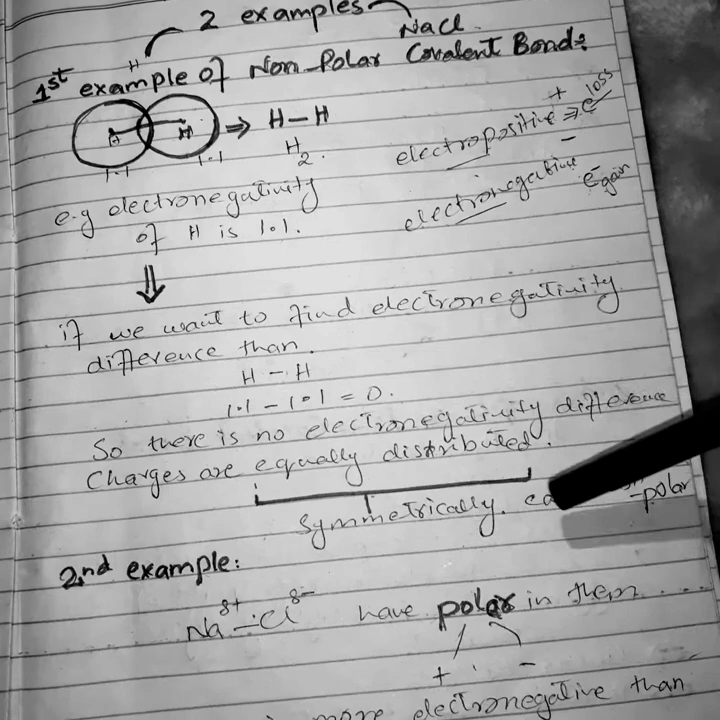 2 examples
H
NaCl.
1st example of Non-Polar Covalent Bond:
H H ⇒ H-H
1.1 1.1
H2.
electropositive + ⇒ e- loss
electronegative - e- gain
e.g electronegativity
of H is 1.1.
⇓
if we want to find electronegativity
difference than.
H - H
1.1 - 1.1 = 0.
So there is no electronegativity difference
Charges are equally distributed.
Symmetrically.
-polar
2nd example:
Na δ+ - Cl δ- have polar in them ....
+ -
more electronegative than